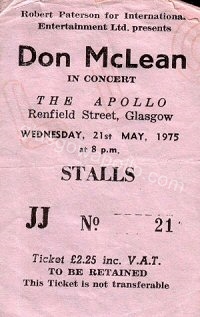 Robert Paterson for International
Entertainment Ltd. presents
Don McLean
IN CONCERT
THE APOLLO
Renfield Street, Glasgow
WEDNESDAY, 21st MAY, 1975
at 8 p.m.
STALLS
JJ No 21
Ticket £2.25 inc. V.A.T.
TO BE RETAINED
This Ticket is not transferable